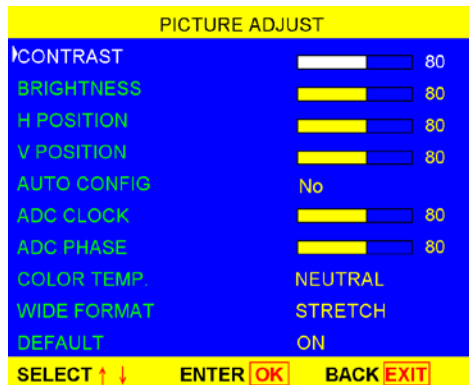 PICTURE ADJUST
CONTRAST 80
BRIGHTNESS 80
H POSITION 80
V POSITION 80
AUTO CONFIG No
ADC CLOCK 80
ADC PHASE 80
COLOR TEMP. NEUTRAL
WIDE FORMAT STRETCH
DEFAULT ON
SELECT ↑ ↓ ENTER OK BACK EXIT